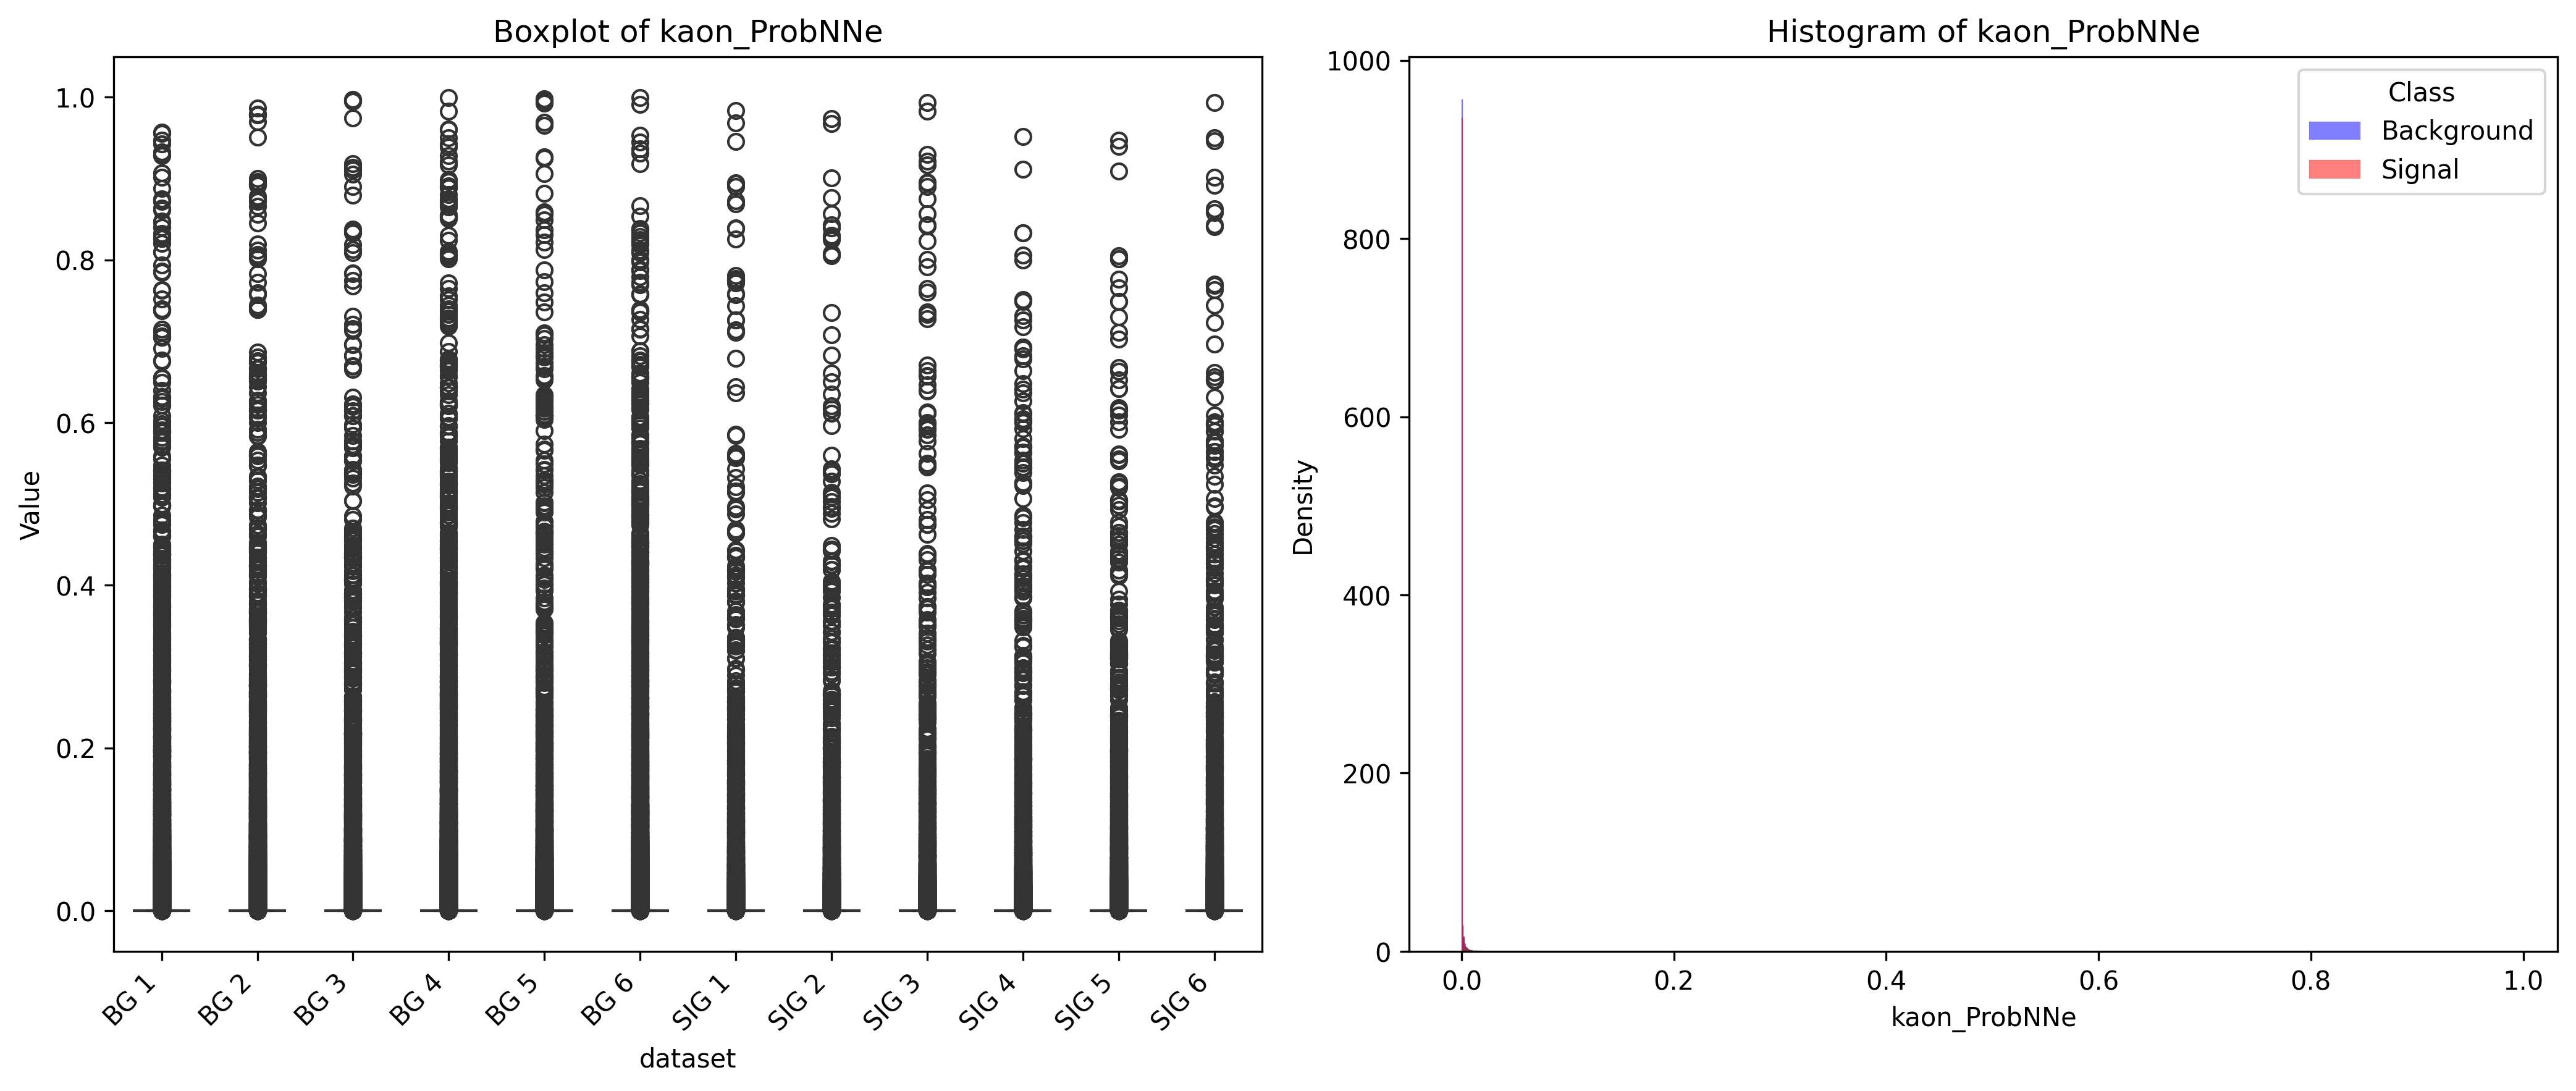 Boxplot of kaon_ProbNNe
Value
1.0
0.8
0.6
0.4
0.2
0.0
BG 1
BG 2
BG 3
BG 4
BG 5
BG 6
SIG 1
SIG 2
SIG 3
SIG 4
SIG 5
SIG 6
dataset
Histogram of kaon_ProbNNe
Density
1000
800
600
400
200
0
Class
Background
Signal
0.0 0.2 0.4 0.6 0.8 1.0
kaon_ProbNNe